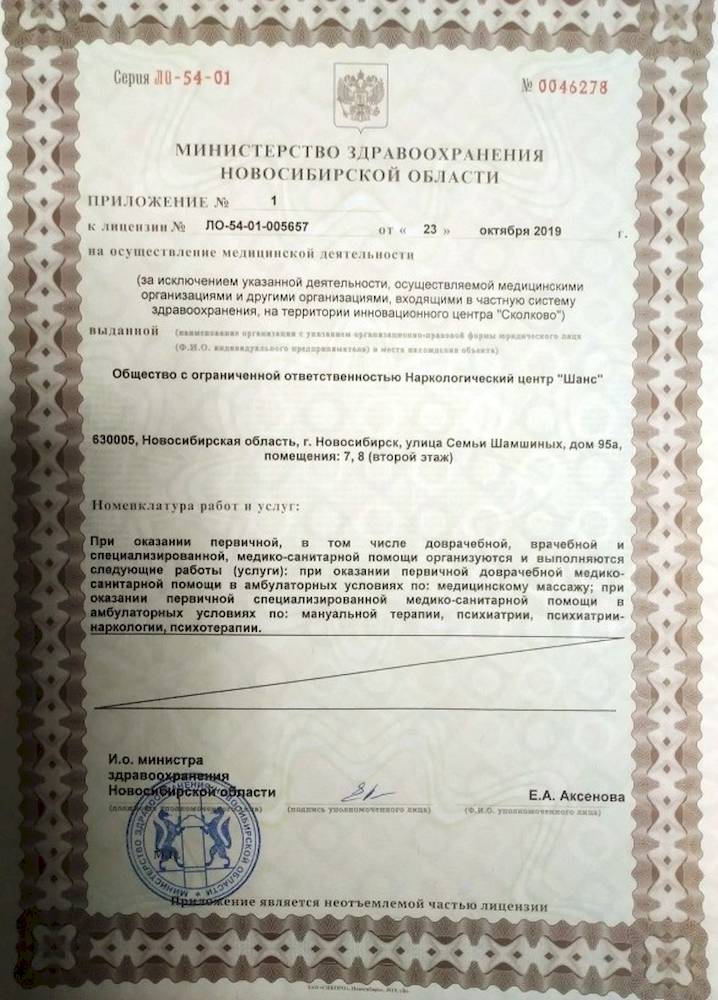 Серия ЛО-54-01
№ 0046278
МИНИСТЕРСТВО ЗДРАВООХРАНЕНИЯ
НОВОСИБИРСКОЙ ОБЛАСТИ
ПРИЛОЖЕНИЕ № 1
к лицензии № ЛО-54-01-005657 от « 23 » октября 2019 г.
на осуществление медицинской деятельности
(за исключением указанной деятельности, осуществляемой медицинскими
организациями и другими организациями, входящими в частную систему
здравоохранения, на территории инновационного центра "Сколково")
выданной (наименование организации с указанием организационно-правовой формы юридического лица
(Ф.И.О. индивидуального предпринимателя) и места нахождения объекта)
Общество с ограниченной ответственностью Наркологический центр "Шанс"
630005, Новосибирская область, г. Новосибирск, улица Семьи Шамшиных, дом 95а,
помещения: 7, 8 (второй этаж)
Номенклатура работ и услуг:
При оказании первичной, в том числе доврачебной, врачебной и
специализированной, медико-санитарной помощи организуются и выполняются
следующие работы (услуги): при оказании первичной доврачебной медико-
санитарной помощи в амбулаторных условиях по: медицинскому массажу; при
оказании первичной специализированной медико-санитарной помощи в
амбулаторных условиях по: мануальной терапии, психиатрии, психиатрии-
наркологии, психотерапии.
И.о. министра
здравоохранения
Новосибирской области
Е.А. Аксенова
(должность уполномоченного лица)
(подпись уполномоченного лица)
(Ф.И.О. уполномоченного лица)
М.П.
МИНИСТЕРСТВО ЗДРАВООХРАНЕНИЯ НОВОСИБИРСКОЙ ОБЛАСТИ
Приложение является неотъемлемой частью лицензии